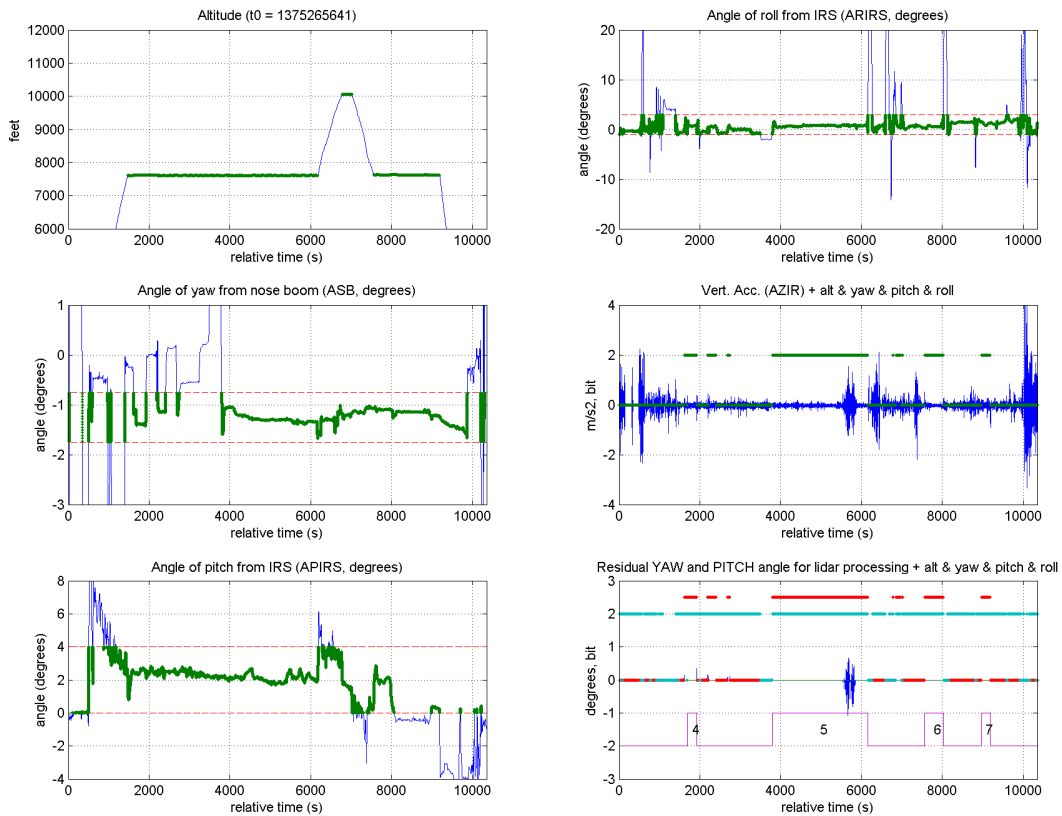 Altitude (t0 = 1375265641)
12000
11000
10000
9000
8000
7000
6000
feet
0 2000 4000 6000 8000 10000
relative time (s)
Angle of roll from IRS (ARIRS, degrees)
20
10
0
-10
-20
angle (degrees)
0 2000 4000 6000 8000 10000
relative time (s)
Angle of yaw from nose boom (ASB, degrees)
1
0
-1
-2
-3
angle (degrees)
0 2000 4000 6000 8000 10000
relative time (s)
Vert. Acc. (AZIR) + alt & yaw & pitch & roll
4
2
0
-2
-4
m/s2, bit
0 2000 4000 6000 8000 10000
relative time (s)
Angle of pitch from IRS (APIRS, degrees)
8
6
4
2
0
-2
-4
angle (degrees)
0 2000 4000 6000 8000 10000
relative time (s)
Residual YAW and PITCH angle for lidar processing + alt & yaw & pitch & roll
3
2
1
0
-1
-2
-3
degrees, bit
4 5 6 7
0 2000 4000 6000 8000 10000
relative time (s)